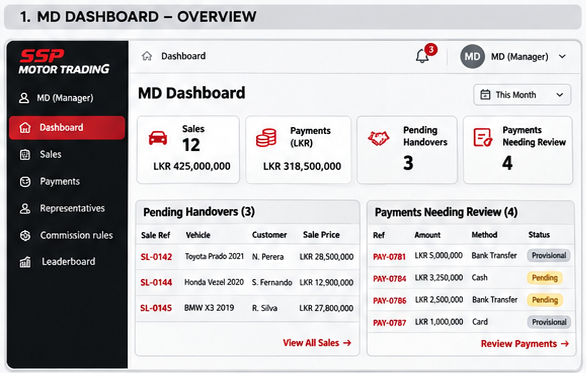 1. MD DASHBOARD – OVERVIEW
SSP
MOTOR TRADING
MD (Manager)
Dashboard
Sales
Payments
Representatives
Commission rules
Leaderboard
Dashboard
3
MD
MD (Manager)
MD Dashboard
This Month
Sales
12
LKR 425,000,000
Payments
(LKR)
LKR 318,500,000
Pending
Handovers
3
Payments
Needing Review
4
Pending Handovers (3)
Sale Ref Vehicle Customer Sale Price
SL-0142 Toyota Prado 2021 N. Perera LKR 28,500,000
SL-0144 Honda Vezel 2020 S. Fernando LKR 12,900,000
SL-0145 BMW X3 2019 R. Silva LKR 27,800,000
View All Sales →
Payments Needing Review (4)
Ref Amount Method Status
PAY-0781 LKR 5,000,000 Bank Transfer Provisional
PAY-0784 LKR 3,250,000 Cash Pending
PAY-0786 LKR 2,500,000 Bank Transfer Pending
PAY-0787 LKR 1,000,000 Card Provisional
Review Payments →